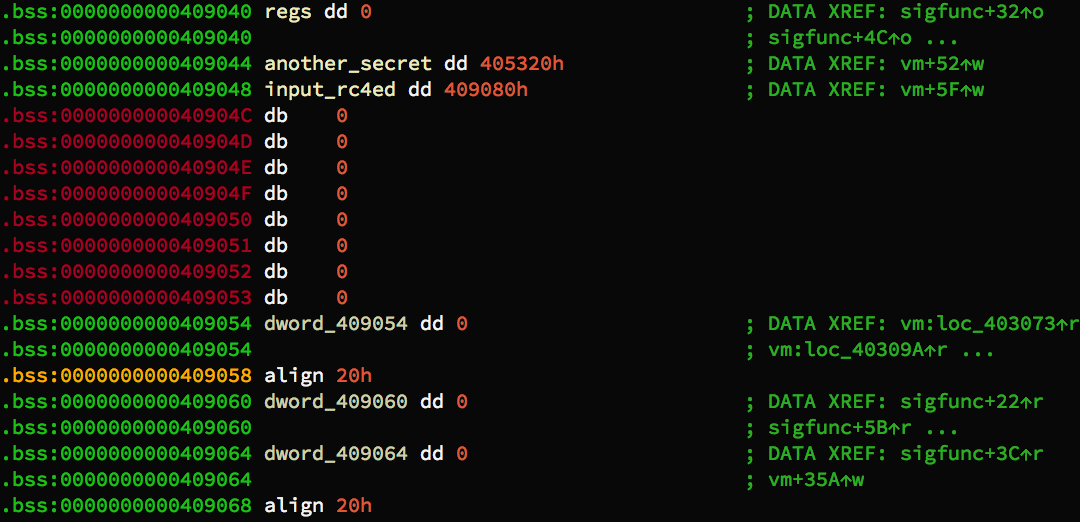 .bss:0000000000409040 regs dd 0 ; DATA XREF: sigfunc+32↑o
.bss:0000000000409040 ; sigfunc+4C↑o ...
.bss:0000000000409044 another_secret dd 405320h ; DATA XREF: vm+52↑w
.bss:0000000000409048 input_rc4ed dd 409080h ; DATA XREF: vm+5F↑w
.bss:000000000040904C db 0
.bss:000000000040904D db 0
.bss:000000000040904E db 0
.bss:000000000040904F db 0
.bss:0000000000409050 db 0
.bss:0000000000409051 db 0
.bss:0000000000409052 db 0
.bss:0000000000409053 db 0
.bss:0000000000409054 dword_409054 dd 0 ; DATA XREF: vm:loc_403073↑r
.bss:0000000000409054 ; vm:loc_40309A↑r ...
.bss:0000000000409058 align 20h
.bss:0000000000409060 dword_409060 dd 0 ; DATA XREF: sigfunc+22↑r
.bss:0000000000409060 ; sigfunc+5B↑r ...
.bss:0000000000409064 dword_409064 dd 0 ; DATA XREF: sigfunc+3C↑r
.bss:0000000000409064 ; vm+35A↑w
.bss:0000000000409068 align 20h